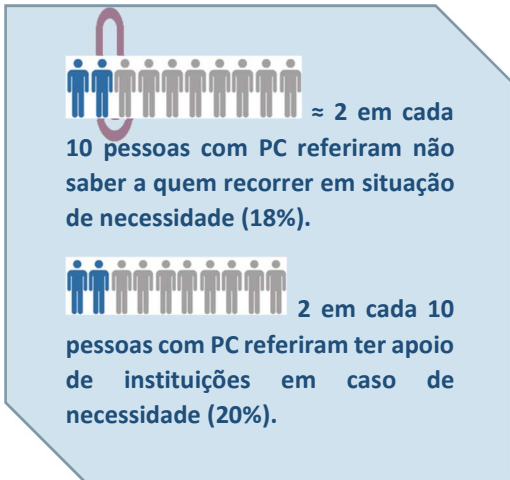 ≈ 2 em cada
10 pessoas com PC referiram não
saber a quem recorrer em situação
de necessidade (18%).
2 em cada 10
pessoas com PC referiram ter apoio
de instituições em caso de
necessidade (20%).